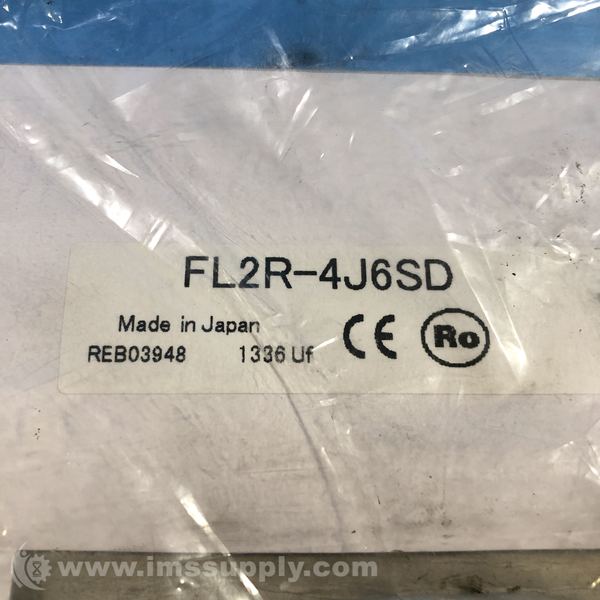 FL2R-4J6SD
Made in Japan
CE Ro
REB03948 1336 Uf
www.imssupply.com